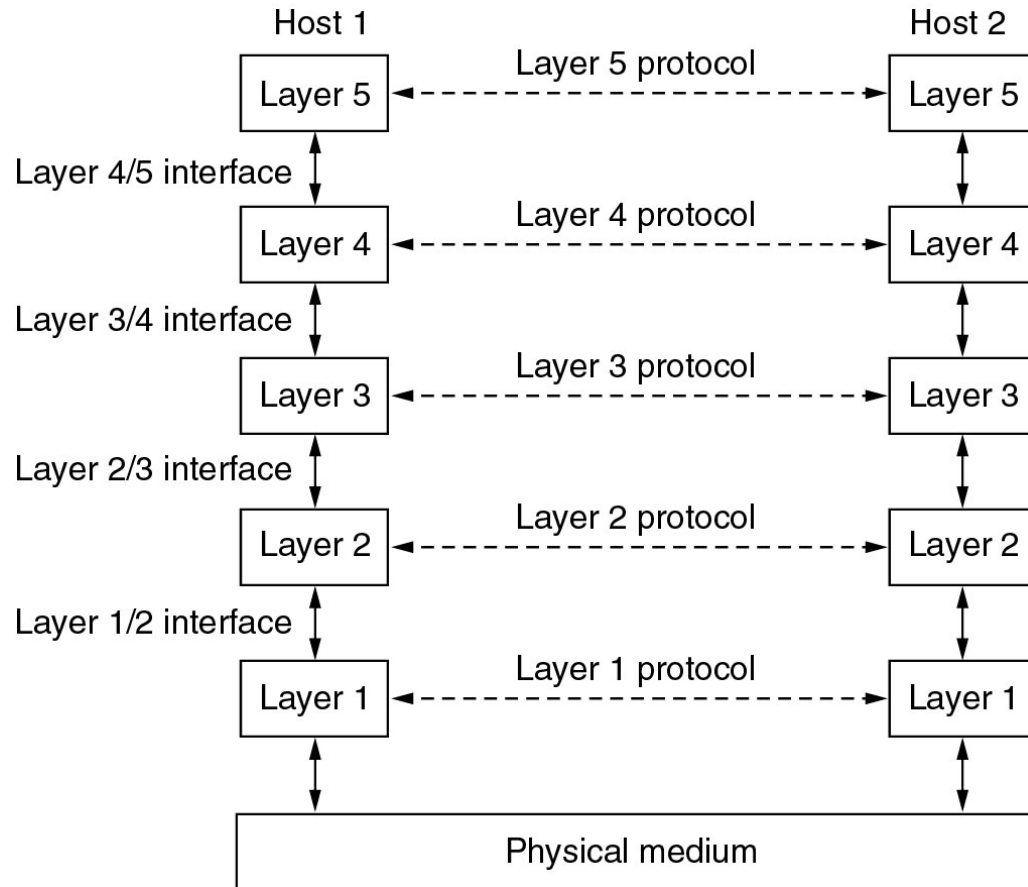 Host 1
Host 2
Layer 5
Layer 5 protocol
Layer 5
Layer 4/5 interface
Layer 4
Layer 4 protocol
Layer 4
Layer 3/4 interface
Layer 3
Layer 3 protocol
Layer 3
Layer 2/3 interface
Layer 2
Layer 2 protocol
Layer 2
Layer 1/2 interface
Layer 1
Layer 1 protocol
Layer 1
Physical medium